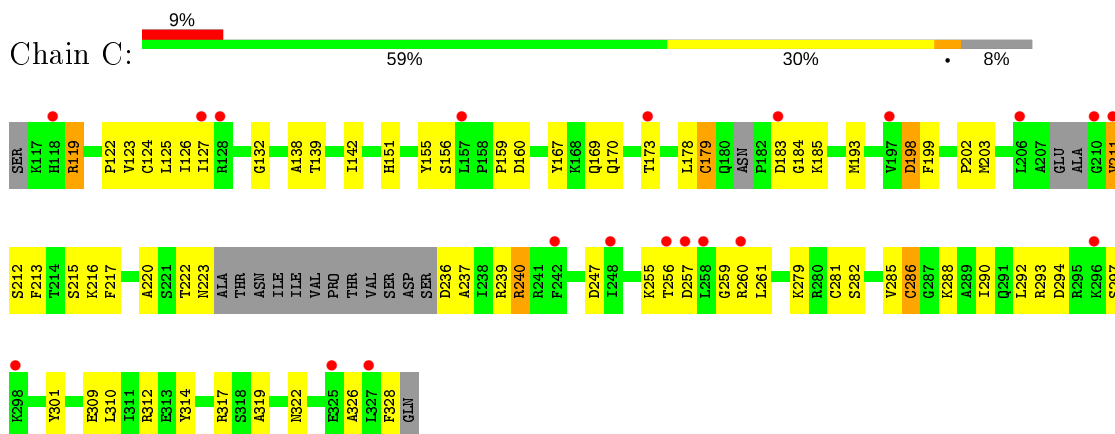 9%
Chain C:
59% 30% • 8%
SER K117 H118 R119 P122 V123 C124 L125 I126 I127 R128 G132 A138 T139 I142 H151 Y155 S156 L157 P158 P159 D160 Y167 K168 Q169 Q170 T173 L178 C179 Q180 ASN P182 D183 G184 K185 M193 V197 D198 F199 P202 M203 L206 A207 GLU ALA G210 V211
S212 F213 T214 S215 K216 F217 A220 S221 T222 N223 ALA THR ASN ILE ILE VAL PRO THR VAL SER ASP SER D236 A237 I238 R239 R240 R241 F242 D247 I248 K255 T256 D257 L258 G259 R260 L261 K279 R280 C281 S282 V285 C286 G287 K288 A289 I290 Q291 L292 R293 D294 R295 K296 S297
K298 Y301 E309 L310 I311 R312 E313 Y314 R317 S318 A319 N322 E325 A326 L327 F328 GLN